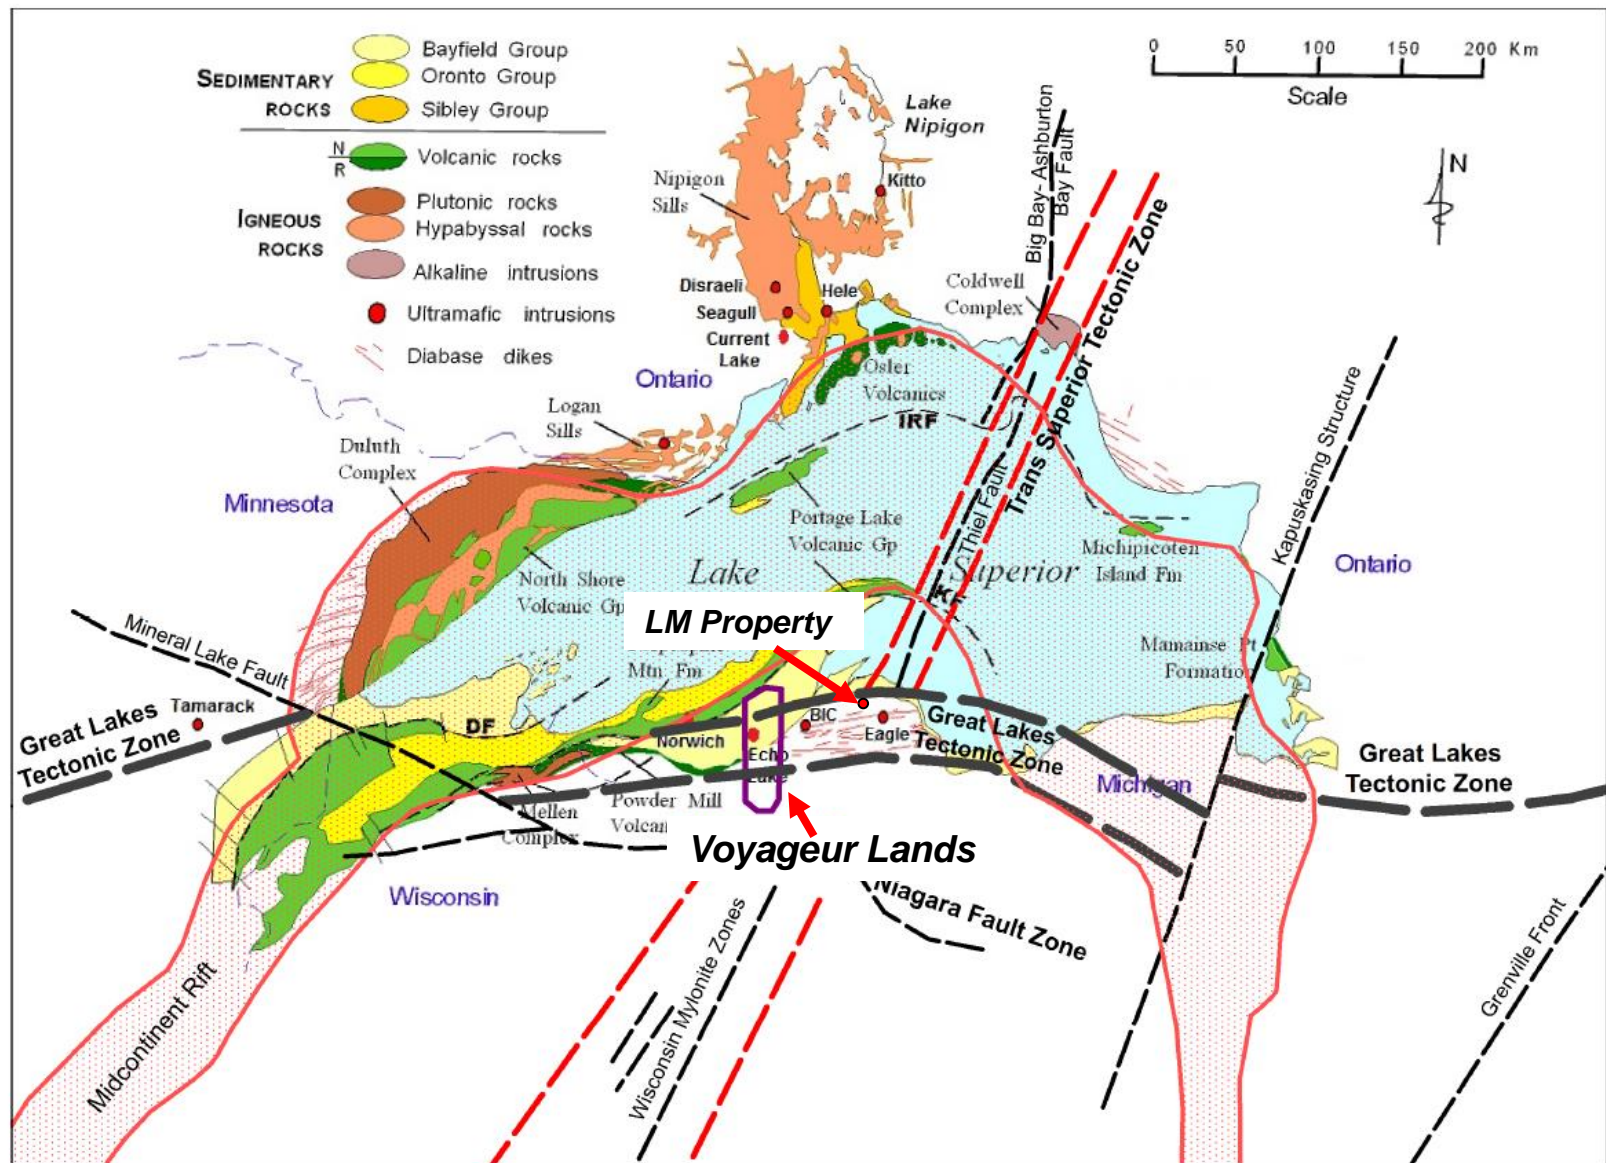 Bayfield Group
Oronto Group
Sibley Group
SEDIMENTARY
ROCKS
N
R
Volcanic rocks
IGNEOUS
ROCKS
Plutonic rocks
Hypabyssal rocks
Alkaline intrusions
Ultramafic intrusions
Diabase dikes
0 50 100 150 200 Km
Scale
N
Lake
Nipigon
Nipigon
Sills
Kitto
Disraeli
Seagull
Current
Lake
Hele
Big Bay-Ashburton
Bay Fault
Coldwell
Complex
Trans Superior Tectonic Zone
Osler
Volcanics
IRF
Ontario
Logan
Sills
Duluth
Complex
Minnesota
Portage Lake
Volcanic Gp
Thiel Fault
Michipicoten
Island Fm
Kapuskasing Structure
Ontario
North Shore
Volcanic Gp
Lake
Superior
KF
LM Property
Mtn Fm
Mamainse Pt
Formation
Mineral Lake Fault
Tamarack
Great Lakes
Tectonic Zone
DF
Norwich
Echo
Lake
BIC
Eagle
Great Lakes
Tectonic Zone
Michigan
Great Lakes
Tectonic Zone
Mellen
Complex
Powder Mill
Volcan
Voyageur Lands
Wisconsin
Niagara Fault Zone
Wisconsin Mylonite Zones
Grenville Front
Midcontinent Rift